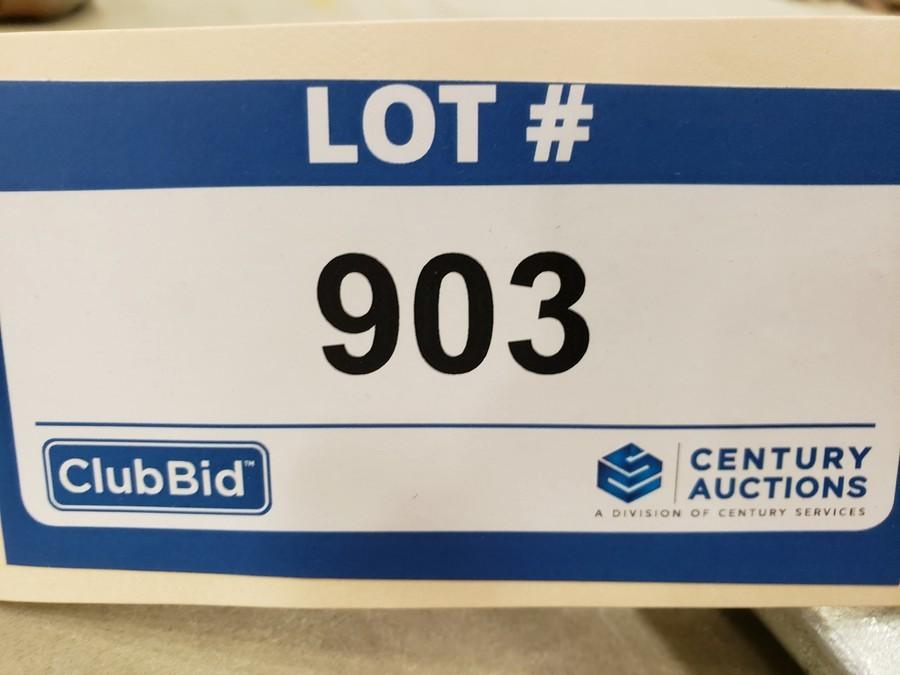 LOT #
903
ClubBid™
CENTURY
AUCTIONS
A DIVISION OF CENTURY SERVICES